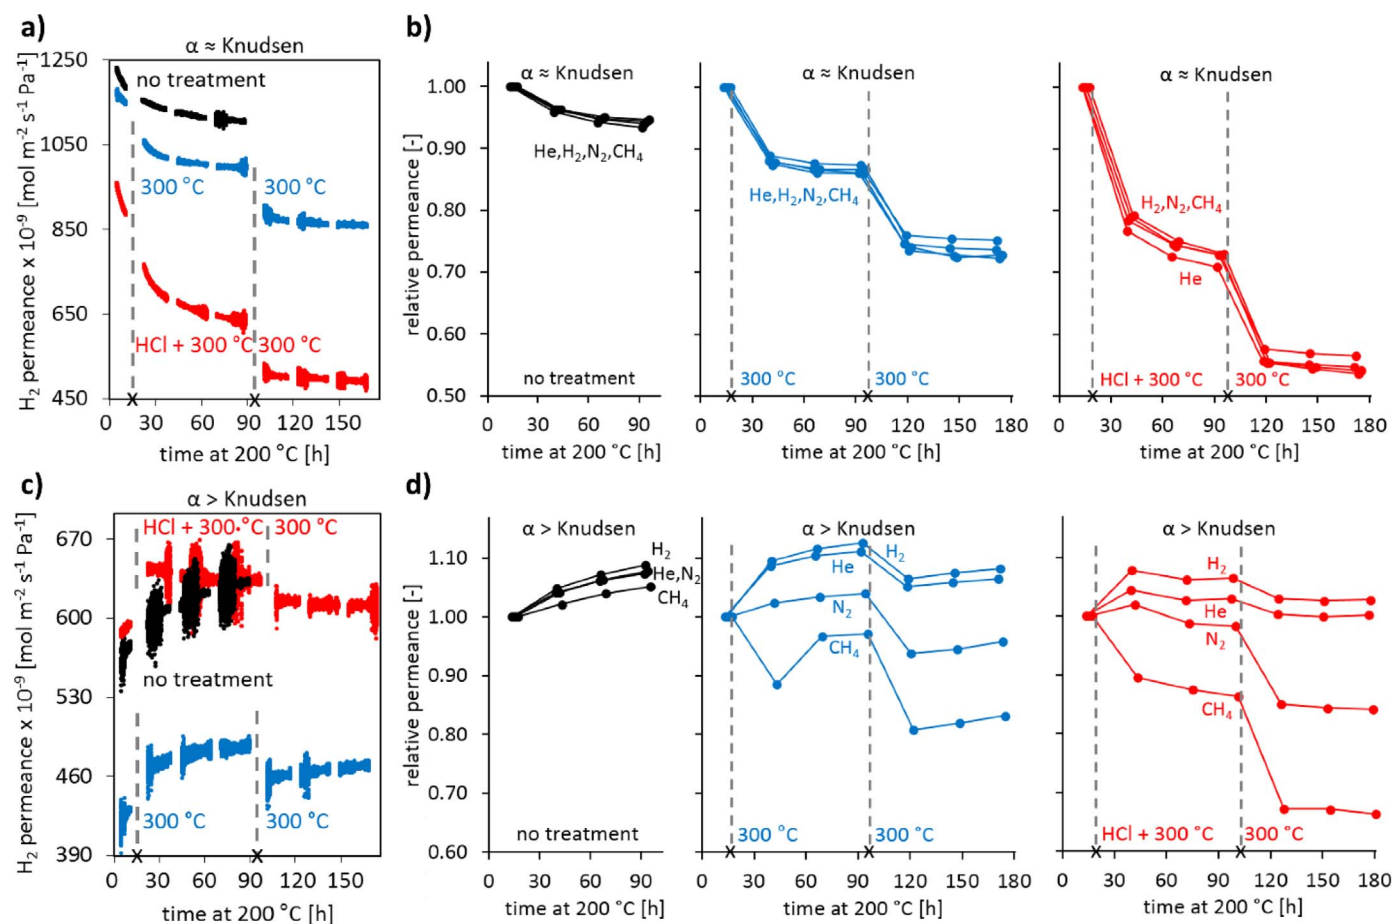 a)
α ≈ Knudsen
H₂ permeance x 10⁻⁹ [mol m⁻² s⁻¹ Pa⁻¹]
1250
1050
850
650
450
no treatment
300 °C 300 °C
HCl + 300 °C 300 °C
0 30 60 90 120 150
time at 200 °C [h]
b)
relative permeance [-]
1.00
0.90
0.80
0.70
0.60
0.50
α ≈ Knudsen
He,H₂,N₂,CH₄
no treatment
0 30 60 90 120
time at 200 °C [h]
α ≈ Knudsen
He,H₂,N₂,CH₄
300 °C 300 °C
0 30 60 90 120 150 180
time at 200 °C [h]
α ≈ Knudsen
H₂,N₂,CH₄
He
HCl + 300 °C 300 °C
0 30 60 90 120 150 180
time at 200 °C [h]
c)
α > Knudsen
H₂ permeance x 10⁻⁹ [mol m⁻² s⁻¹ Pa⁻¹]
670
600
530
460
390
HCl + 300 °C 300 °C
no treatment
300 °C 300 °C
0 30 60 90 120 150
time at 200 °C [h]
d)
relative permeance [-]
1.10
1.00
0.90
0.80
0.70
0.60
α > Knudsen
H₂
He,N₂
CH₄
no treatment
0 30 60 90 120
time at 200 °C [h]
α > Knudsen
H₂
He
N₂
CH₄
300 °C 300 °C
0 30 60 90 120 150 180
time at 200 °C [h]
α > Knudsen
H₂
He
N₂
CH₄
HCl + 300 °C 300 °C
0 30 60 90 120 150 180
time at 200 °C [h]